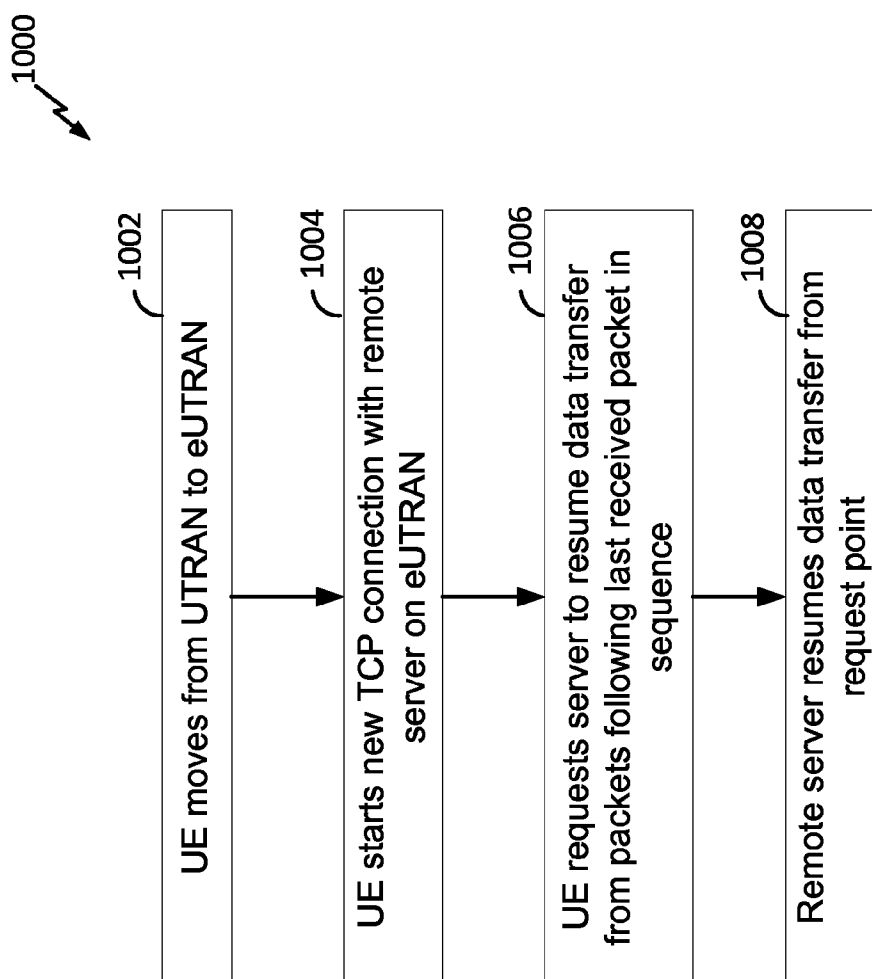 1000
1002
UE moves from UTRAN to eUTRAN
1004
UE starts new TCP connection with remote
server on eUTRAN
1006
UE requests server to resume data transfer
from packets following last received packet in
sequence
1008
Remote server resumes data transfer from
request point